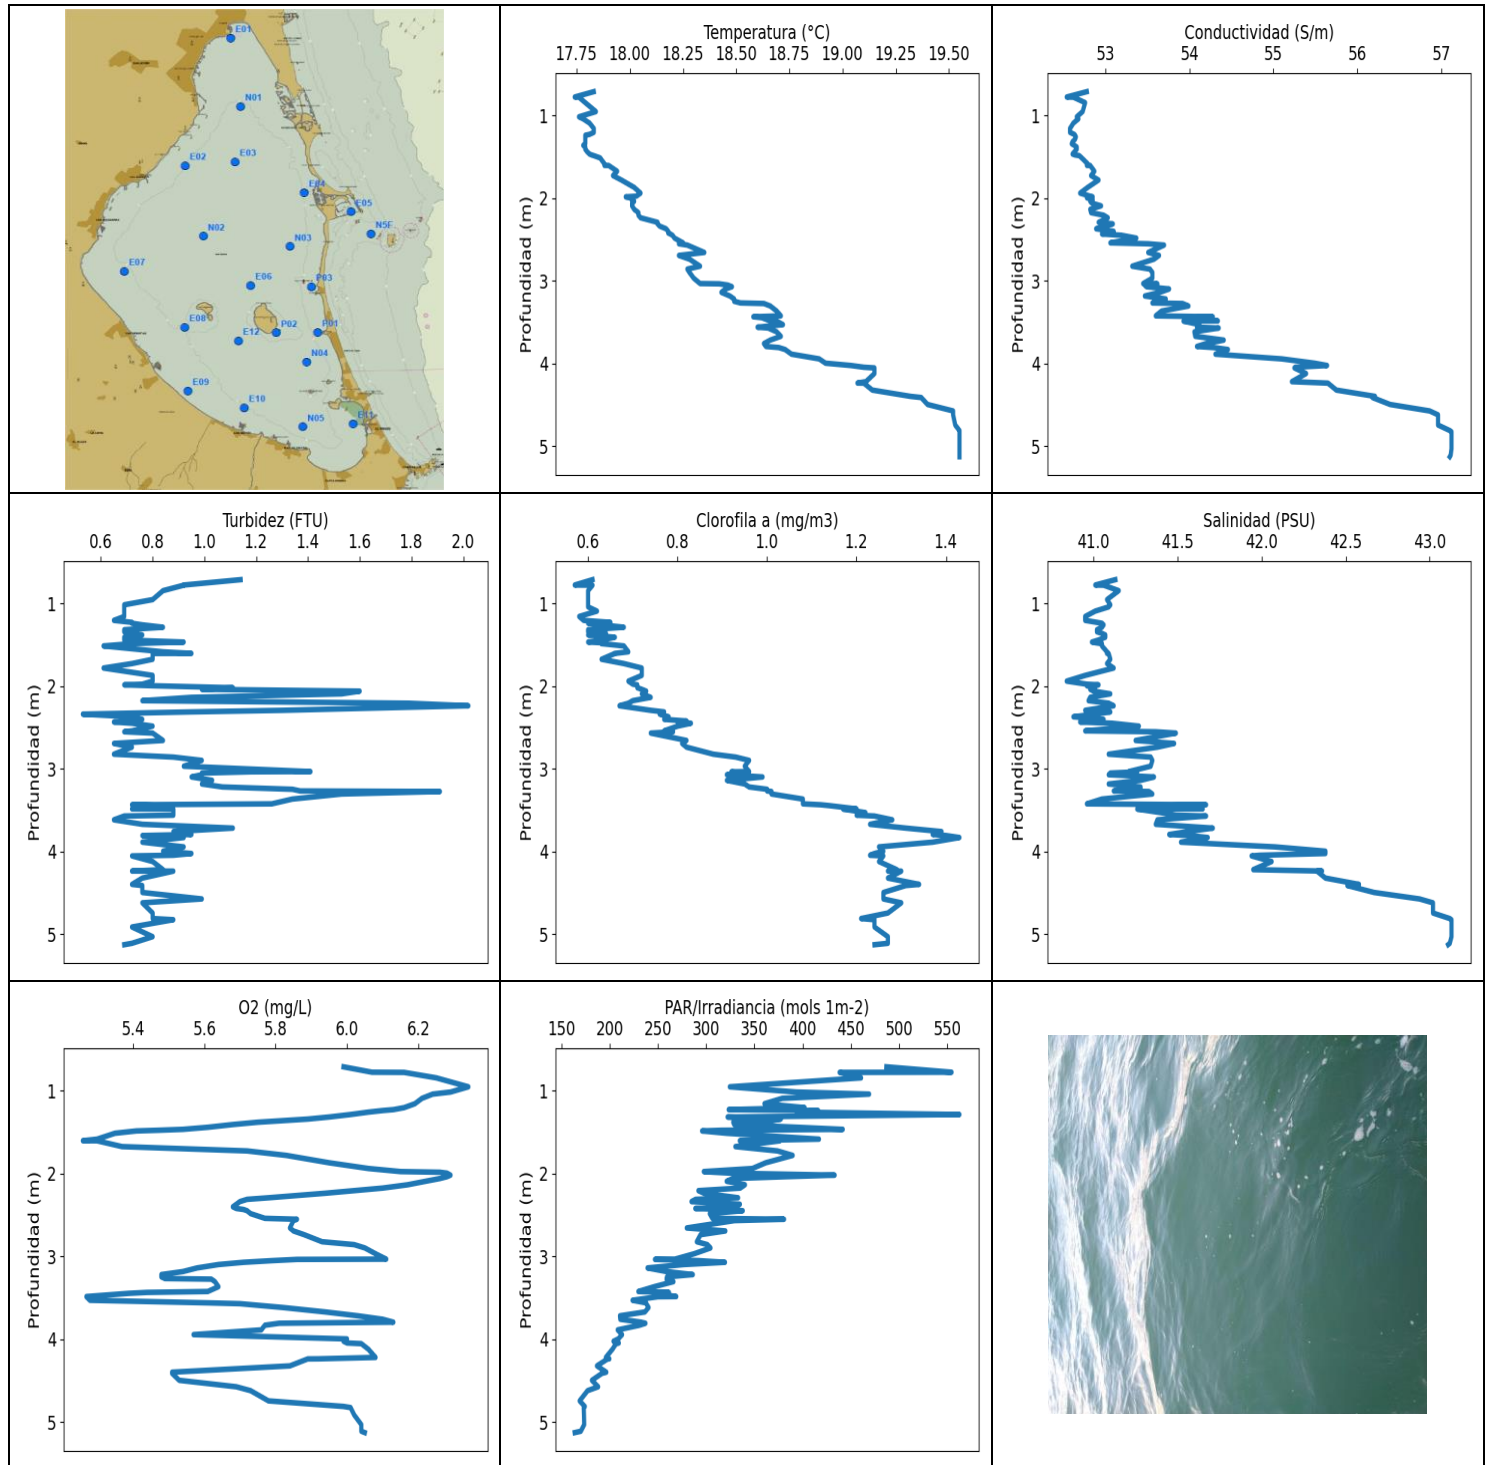 E01
N01
E02
E03
E04
E05
N5F
N02
N03
E07
E06
P03
E08
P02
P01
E12
N04
E09
E10
N05
E11
Temperatura (°C)
17.75 18.00 18.25 18.50 18.75 19.00 19.25 19.50
Profundidad (m)
1
2
3
4
5
Conductividad (S/m)
53 54 55 56 57
Profundidad (m)
1
2
3
4
5
Turbidez (FTU)
0.6 0.8 1.0 1.2 1.4 1.6 1.8 2.0
Profundidad (m)
1
2
3
4
5
Clorofila a (mg/m3)
0.6 0.8 1.0 1.2 1.4
Profundidad (m)
1
2
3
4
5
Salinidad (PSU)
41.0 41.5 42.0 42.5 43.0
Profundidad (m)
1
2
3
4
5
O2 (mg/L)
5.4 5.6 5.8 6.0 6.2
Profundidad (m)
1
2
3
4
5
PAR/Irradiancia (mols 1m-2)
150 200 250 300 350 400 450 500 550
Profundidad (m)
1
2
3
4
5